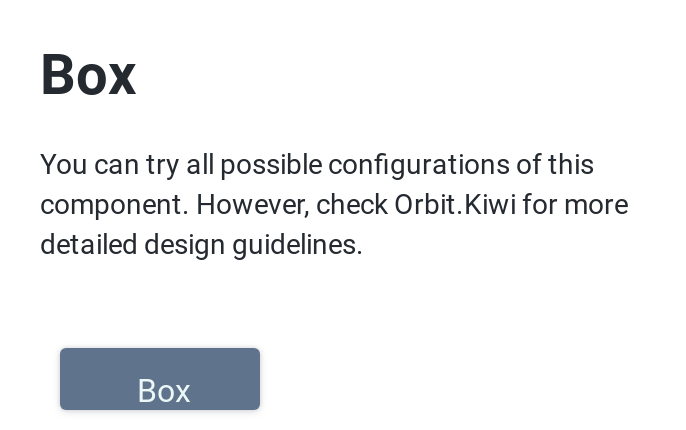 Box
You can try all possible configurations of this
component. However, check Orbit.Kiwi for more
detailed design guidelines.
Box